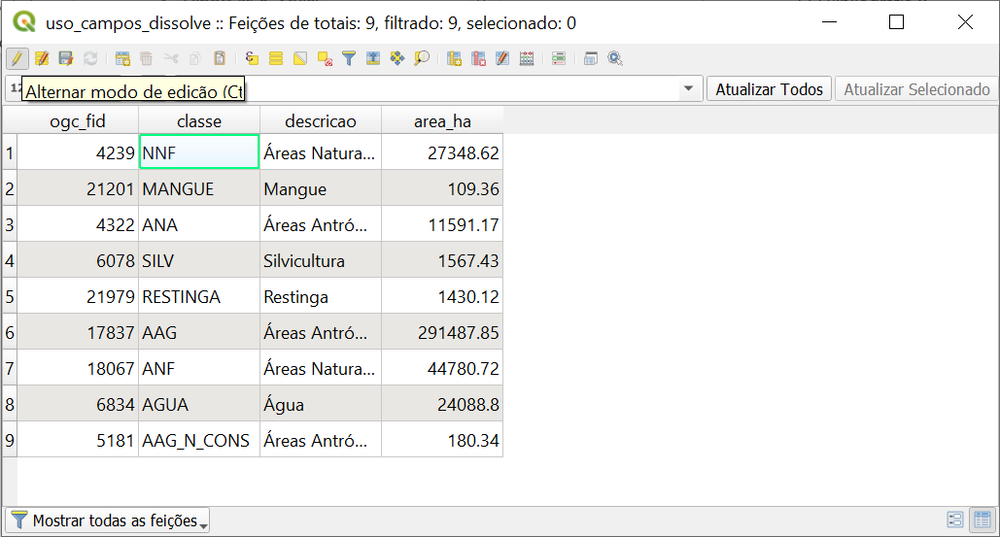 uso_campos_dissolve :: Feições de totais: 9, filtrado: 9, selecionado: 0
Alternar modo de edição (Ct
Atualizar Todos Atualizar Selecionado
ogc_fid classe descricao area_ha
1 4239 NNF Áreas Natura... 27348.62
2 21201 MANGUE Mangue 109.36
3 4322 ANA Áreas Antró... 11591.17
4 6078 SILV Silvicultura 1567.43
5 21979 RESTINGA Restinga 1430.12
6 17837 AAG Áreas Antró... 291487.85
7 18067 ANF Áreas Natura... 44780.72
8 6834 AGUA Água 24088.8
9 5181 AAG_N_CONS Áreas Antró... 180.34
Mostrar todas as feições